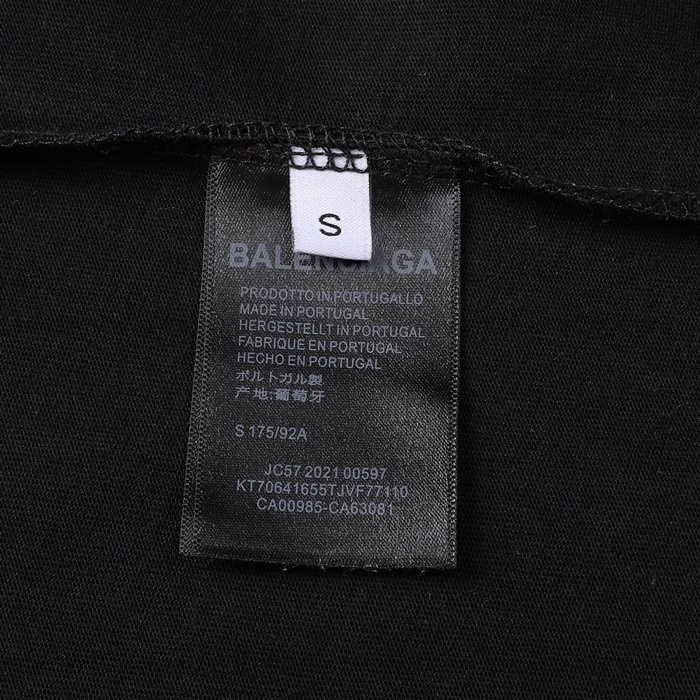 S
BALENCIAGA
PRODOTTO IN PORTUGALLO
MADE IN PORTUGAL
HERGESTELLT IN PORTUGAL
FABRIQUE EN PORTUGAL
HECHO EN PORTUGAL
ポルトガル製
产地:葡萄牙
S 175/92A
JC57 2021 00597
KT70641655TJVF77110
CA00985-CA63081